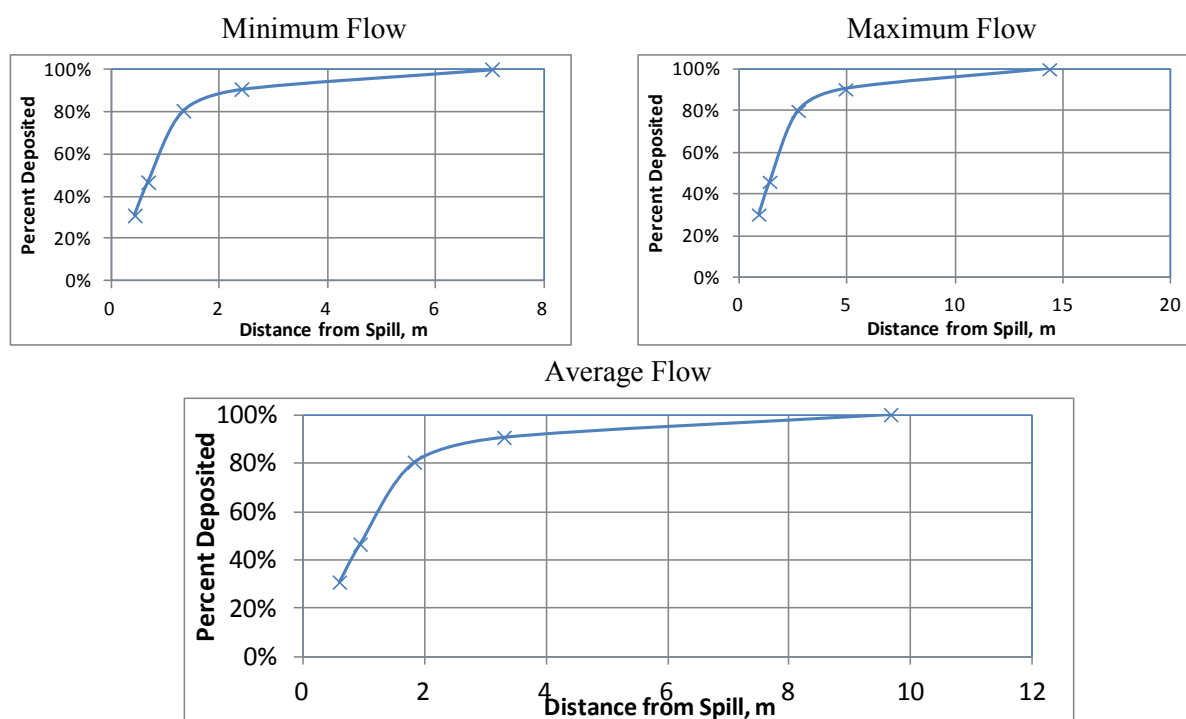 Minimum Flow
Percent Deposited
100%
80%
60%
40%
20%
0%
0 2 4 6 8
Distance from Spill, m
Maximum Flow
Percent Deposited
100%
80%
60%
40%
20%
0%
0 5 10 15 20
Distance from Spill, m
Average Flow
Percent Deposited
100%
80%
60%
40%
20%
0%
0 2 4 6 8 10 12
Distance from Spill, m